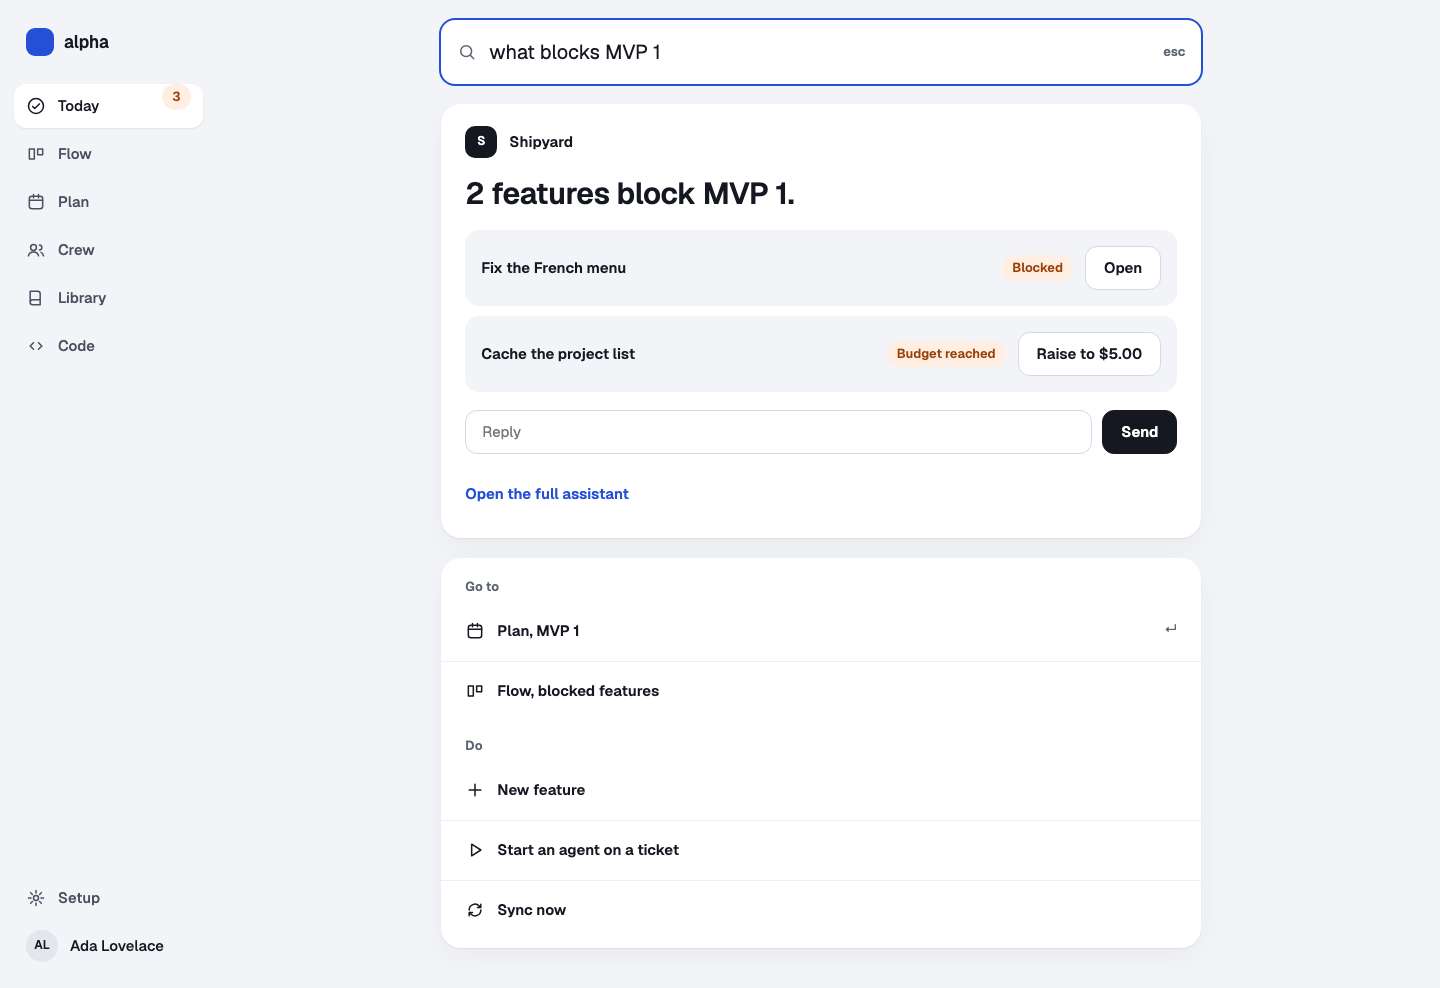 alpha
what blocks MVP 1
esc
Today
3
Flow
Plan
Crew
Library
Code
S
Shipyard
2 features block MVP 1.
Fix the French menu
Blocked
Open
Cache the project list
Budget reached
Raise to $5.00
Reply
Send
Open the full assistant
Go to
Plan, MVP 1
Flow, blocked features
Do
New feature
Start an agent on a ticket
Sync now
Setup
AL
Ada Lovelace